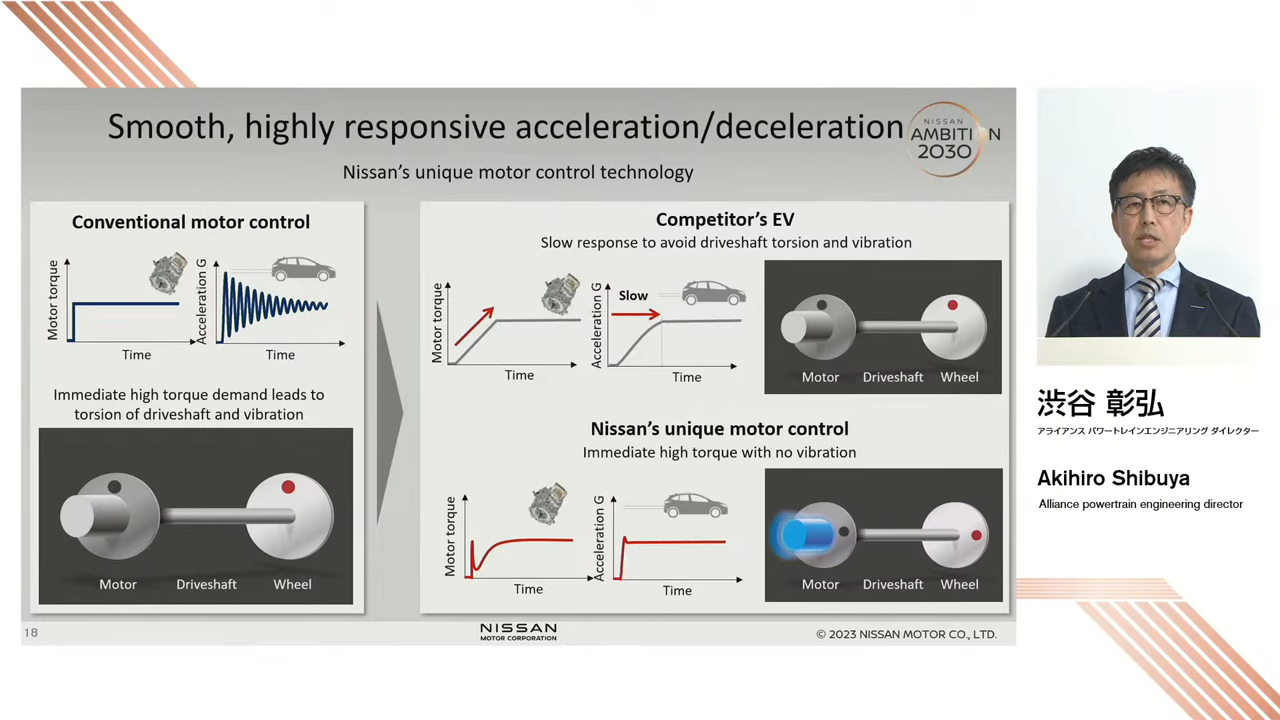 Smooth, highly responsive acceleration/deceleration
NISSAN
AMBITION
2030
Nissan's unique motor control technology
Conventional motor control
Motor torque
Time
Acceleration G
Time
Immediate high torque demand leads to
torsion of driveshaft and vibration
Motor
Driveshaft
Wheel
Competitor's EV
Slow response to avoid driveshaft torsion and vibration
Motor torque
Time
Acceleration G
Slow
Time
Motor
Driveshaft
Wheel
Nissan's unique motor control
Immediate high torque with no vibration
Motor torque
Time
Acceleration G
Time
Motor
Driveshaft
Wheel
18
NISSAN
MOTOR CORPORATION
© 2023 NISSAN MOTOR CO., LTD.
渋谷 彰弘
アライアンス パワートレインエンジニアリング ダイレクター
Akihiro Shibuya
Alliance powertrain engineering director